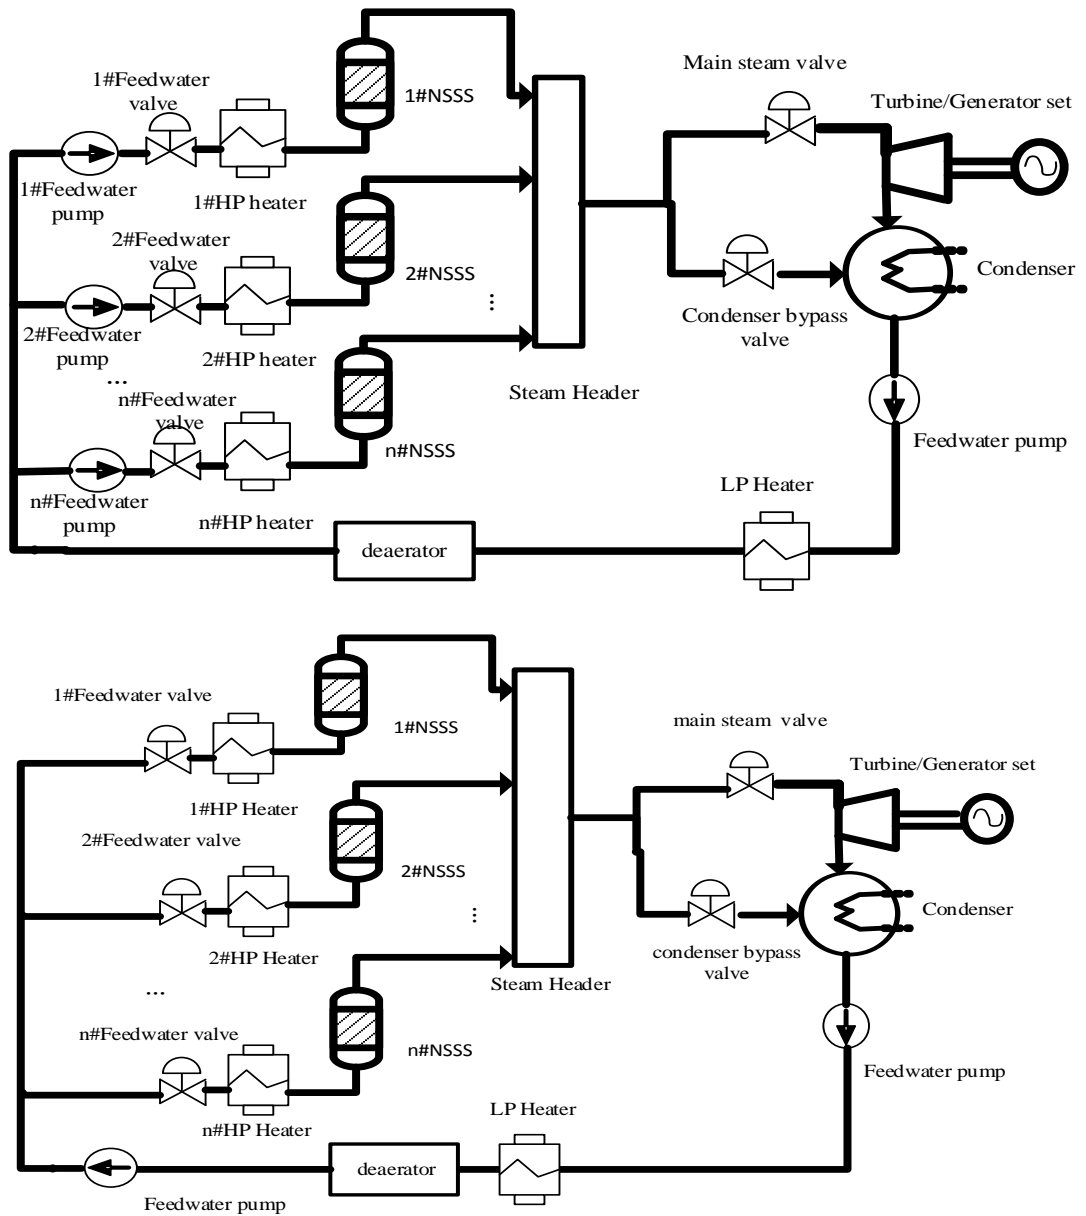 1#Feedwater
valve
1#NSSS
Main steam valve
Turbine/Generator set
1#Feedwater
pump
1#HP heater
2#Feedwater
valve
2#NSSS
...
Condenser
2#Feedwater
pump
2#HP heater
Condenser bypass
valve
...
n#Feedwater
valve
Steam Header
n#NSSS
Feedwater pump
n#Feedwater
pump
n#HP heater
LP Heater
deaerator
1#Feedwater valve
1#NSSS
main steam valve
Turbine/Generator set
1#HP Heater
2#Feedwater valve
2#NSSS
...
Condenser
2#HP Heater
condenser bypass
valve
...
Steam Header
n#Feedwater valve
n#NSSS
Feedwater pump
n#HP Heater
LP Heater
deaerator
Feedwater pump